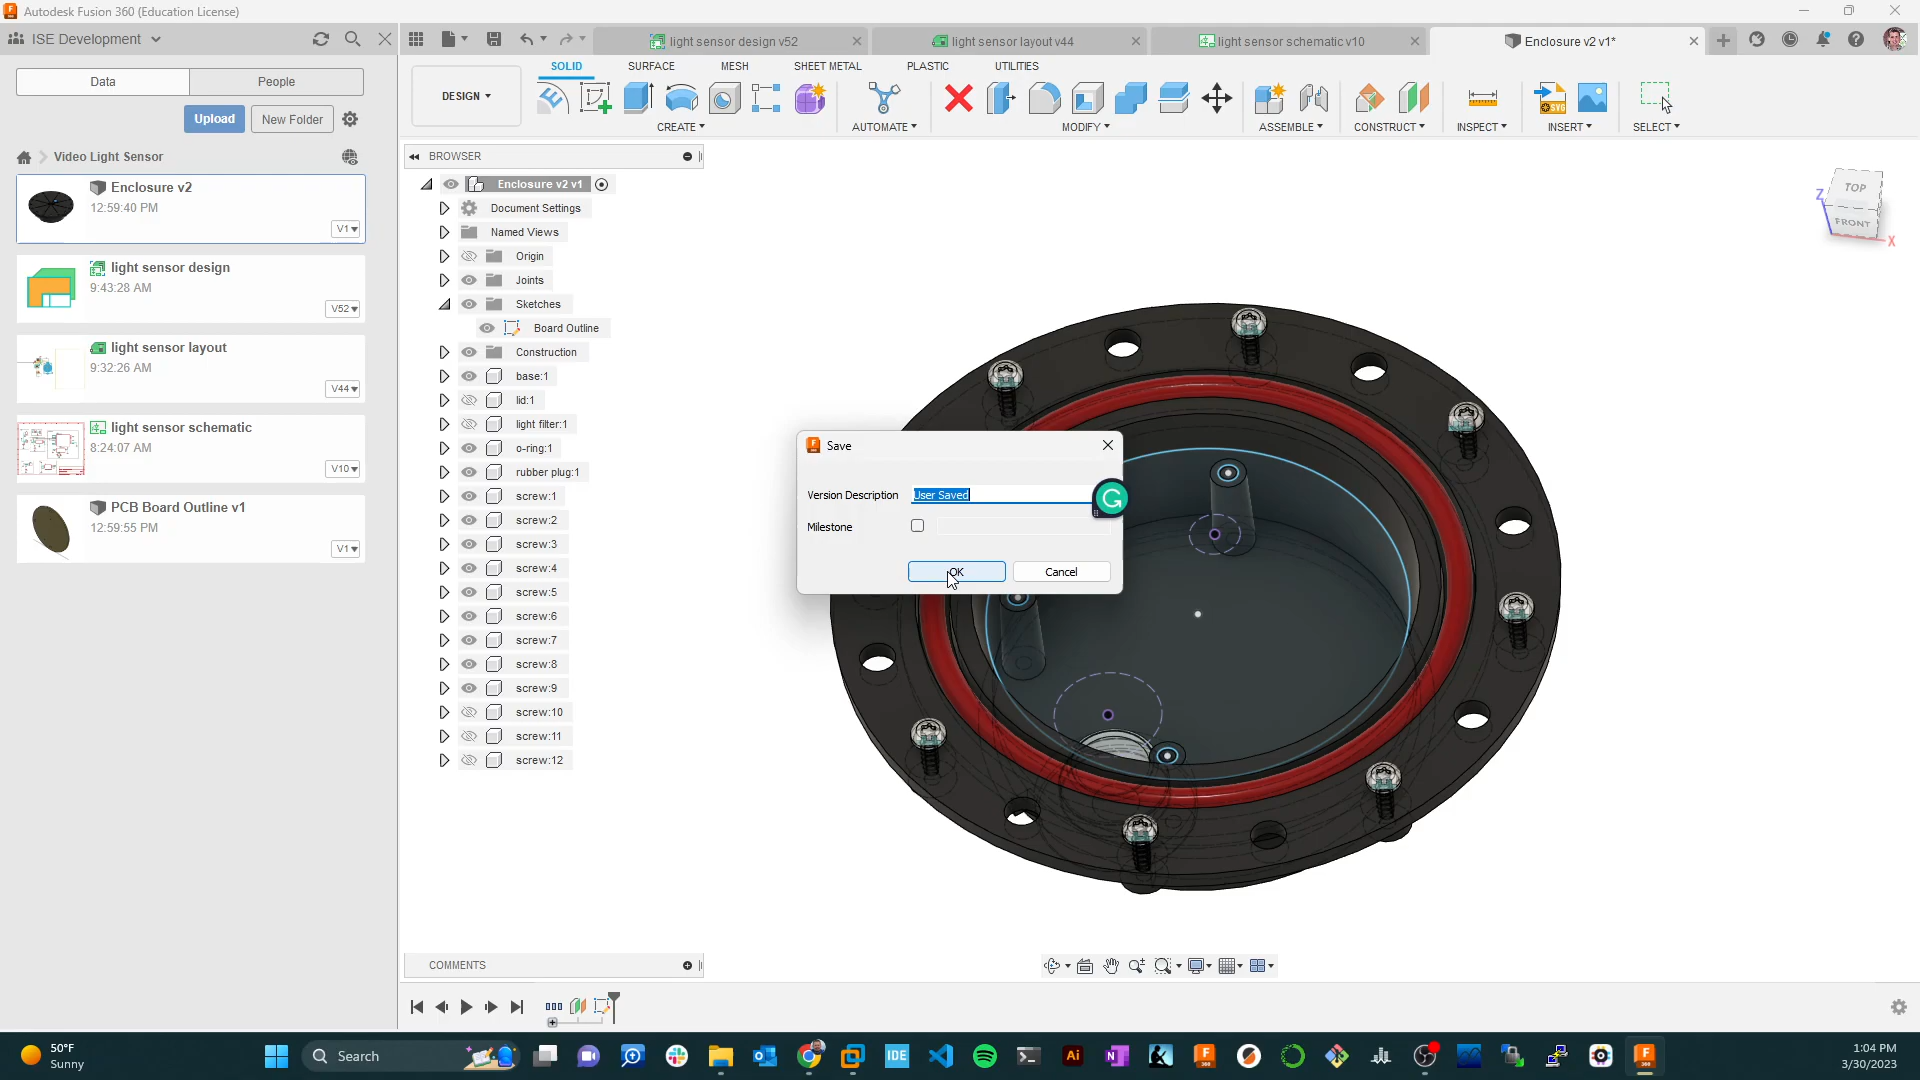 Autodesk Fusion 360 (Education License)
ISE Development
light sensor design v52
light sensor layout v44
light sensor schematic v10
Enclosure v2 v1*
Data
People
SOLID
SURFACE
MESH
SHEET METAL
PLASTIC
UTILITIES
Upload
New Folder
DESIGN
CREATE
AUTOMATE
MODIFY
ASSEMBLE
CONSTRUCT
INSPECT
INSERT
SELECT
Video Light Sensor
BROWSER
Enclosure v2
12:59:40 PM
V1
light sensor design
9:43:28 AM
V52
light sensor layout
9:32:26 AM
V44
light sensor schematic
8:24:07 AM
V10
PCB Board Outline v1
12:59:55 PM
V1
Enclosure v2 v1
Document Settings
Named Views
Origin
Joints
Sketches
Board Outline
Construction
base:1
lid:1
light filter:1
o-ring:1
rubber plug:1
screw:1
screw:2
screw:3
screw:4
screw:5
screw:6
screw:7
screw:8
screw:9
screw:10
screw:11
screw:12
TOP
FRONT
Z
X
Save
Version Description
User Saved
Milestone
OK
Cancel
COMMENTS
50°F
Sunny
Search
IDE
Ai
1:04 PM
3/30/2023